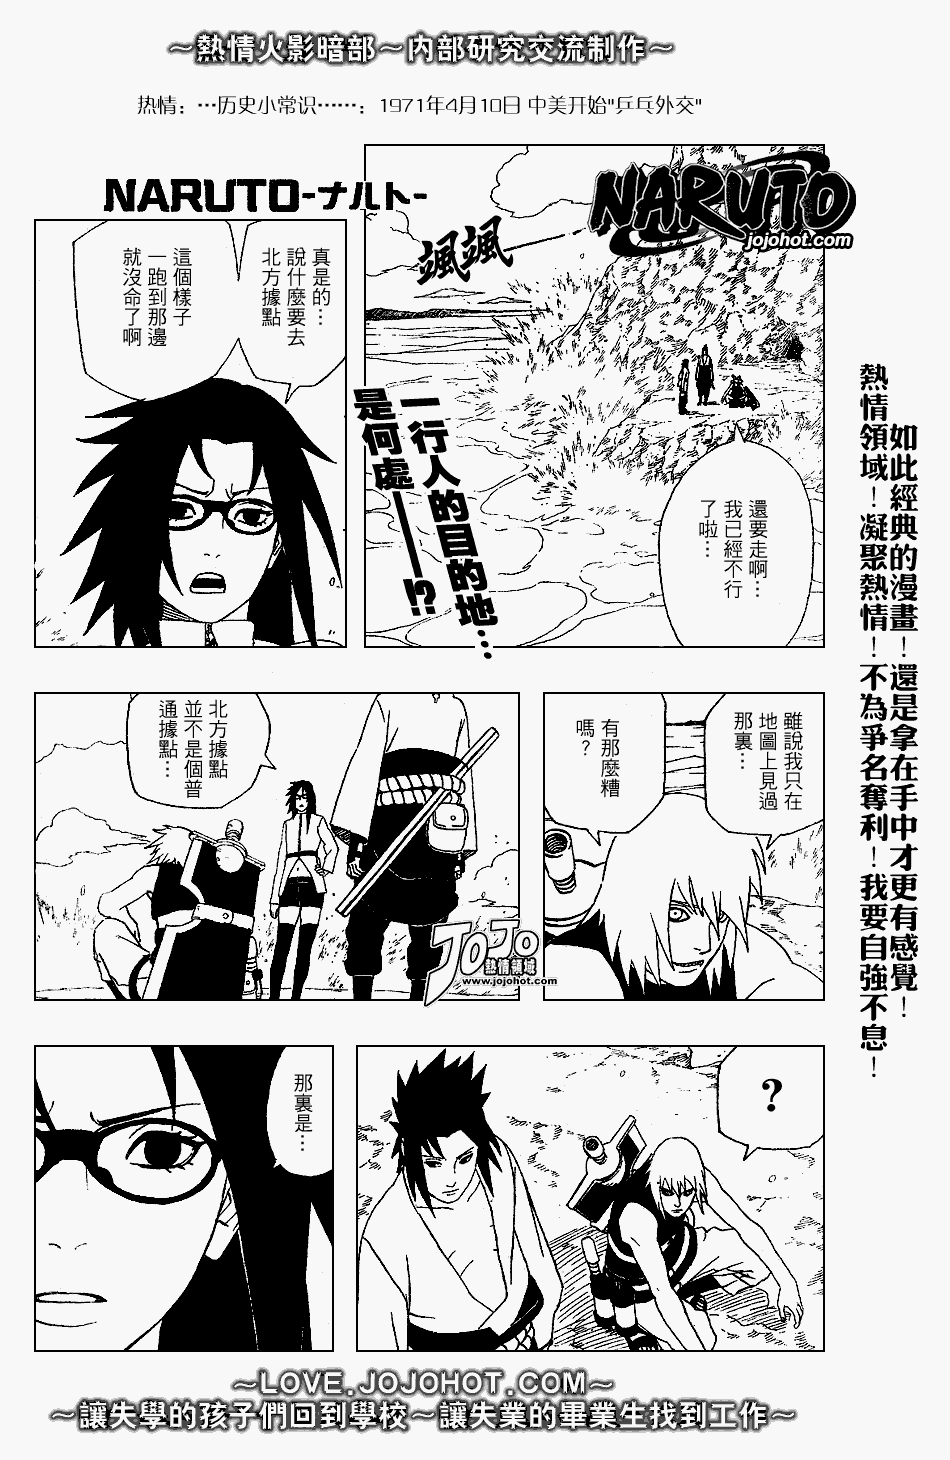 ~熱情火影暗部~内部研究交流制作~
热情：…历史小常识……：1971年4月10日 中美开始"乒乓外交"
NARUTO-ナルト-
NARUTO
jojohot.com
颯颯
還要走啊…
我已經不行
了啦…
一行人的目的地…
是何處——!?
真是的…
說什麼要去
北方據點
這個樣子
一跑到那邊
就沒命了啊
雖說我只在
地圖上見過
那裏…
有那麼糟
嗎？
北方據點
並不是個普
通據點…
JOJO
熱情領域
www.jojohot.com
？
那裏是…
如此經典的漫畫！還是拿在手中才更有感覺！
熱情領域！凝聚熱情！不為爭名奪利！我要自強不息！
~LOVE.JOJOHOT.COM~
~讓失學的孩子們回到學校~讓失業的畢業生找到工作~